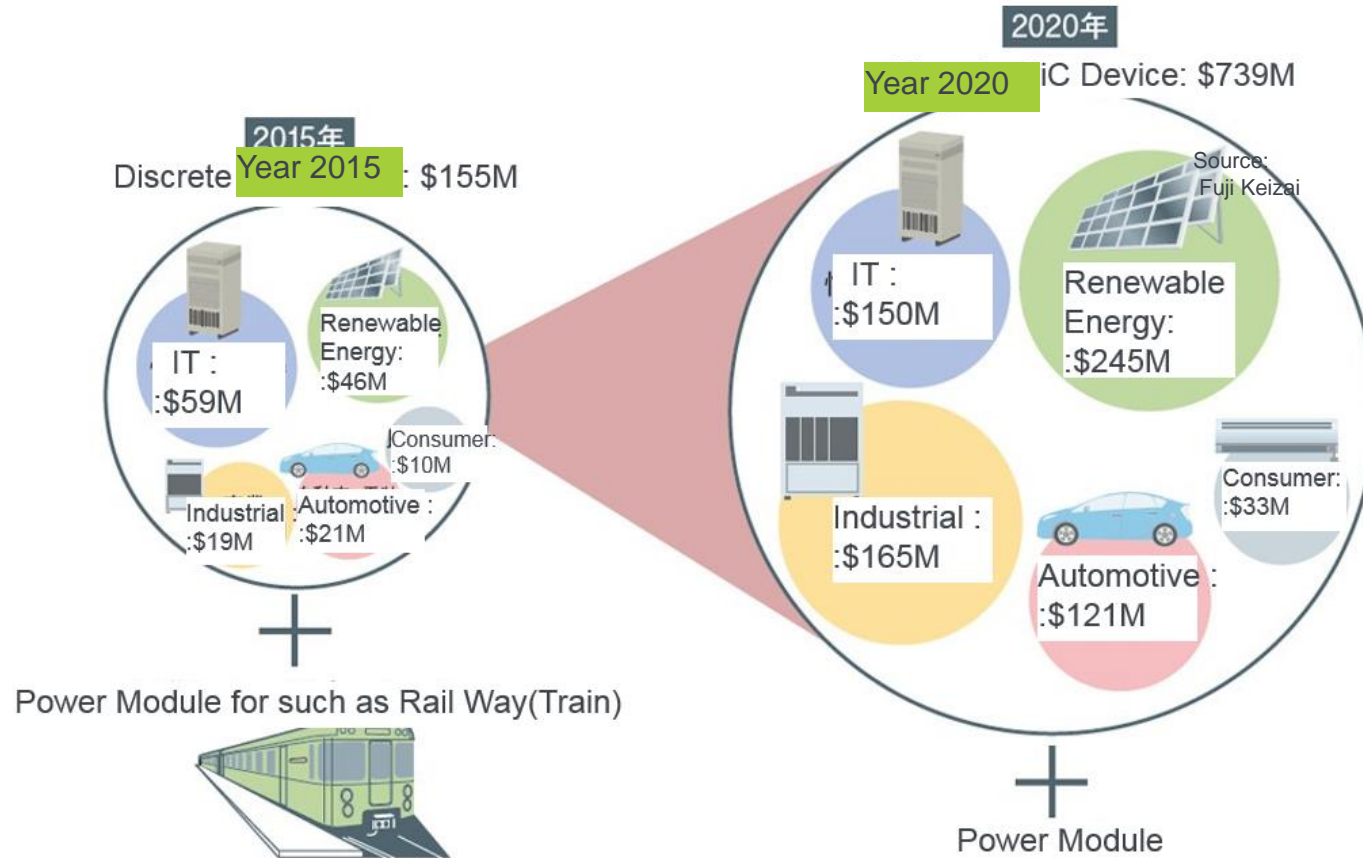 2015年
Discrete Year 2015 : $155M
IT :
:$59M
Renewable
Energy:
:$46M
Consumer:
:$10M
Industrial :
:$19M
Automotive :
:$21M
Power Module for such as Rail Way(Train)
2020年
Year 2020 iC Device: $739M
Source:
Fuji Keizai
IT :
:$150M
Renewable
Energy:
:$245M
Industrial :
:$165M
Consumer:
:$33M
Automotive :
:$121M
Power Module